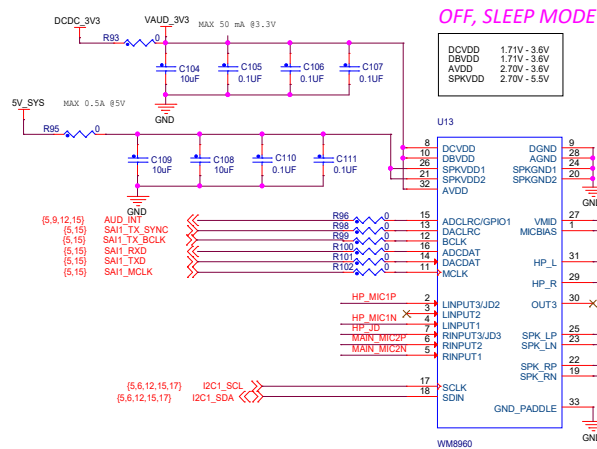 DCDC_3V3
VAUD_3V3
MAX 50 mA @3.3V
OFF, SLEEP MODE
R93
0
C104
10uF
C105
0.1UF
C106
0.1UF
C107
0.1UF
GND
DCVDD 1.71V - 3.6V
DBVDD 1.71V - 3.6V
AVDD 2.70V - 3.6V
SPKVDD 2.70V - 5.5V
5V_SYS
MAX 0.5A @5V
R95
0
C109
10uF
C108
10uF
C110
0.1UF
C111
0.1UF
GND
U13
8 DCVDD
10 DBVDD
26 SPKVDD1
21 SPKVDD2
32 AVDD
DGND 9
AGND 28
SPKGND1 24
SPKGND2 20
GND
{5,9,12,15} AUD_INT R96 0 15 ADCLRC/GPIO1
{5,15} SAI1_TX_SYNC R98 0 13 DACLRC
{5,15} SAI1_TX_BCLK R99 0 12 BCLK
{5,15} SAI1_RXD R100 0 16 ADCDAT
{5,15} SAI1_TXD R101 0 14 DACDAT
{5,15} SAI1_MCLK R102 0 11 MCLK
VMID 27
MICBIAS 1
HP_L 31
HP_R 29
OUT3 30
HP_MIC1P 2 LINPUT3/JD2
3 LINPUT2
HP_MIC1N 4 LINPUT1
HP_JD 7 RINPUT3/JD3
MAIN_MIC2P 6 RINPUT2
MAIN_MIC2N 5 RINPUT1
SPK_LP 25
SPK_LN 23
SPK_RP 22
SPK_RN 19
{5,6,12,15,17} I2C1_SCL 17 SCLK
{5,6,12,15,17} I2C1_SDA 18 SDIN
GND_PADDLE 33
GND
WM8960